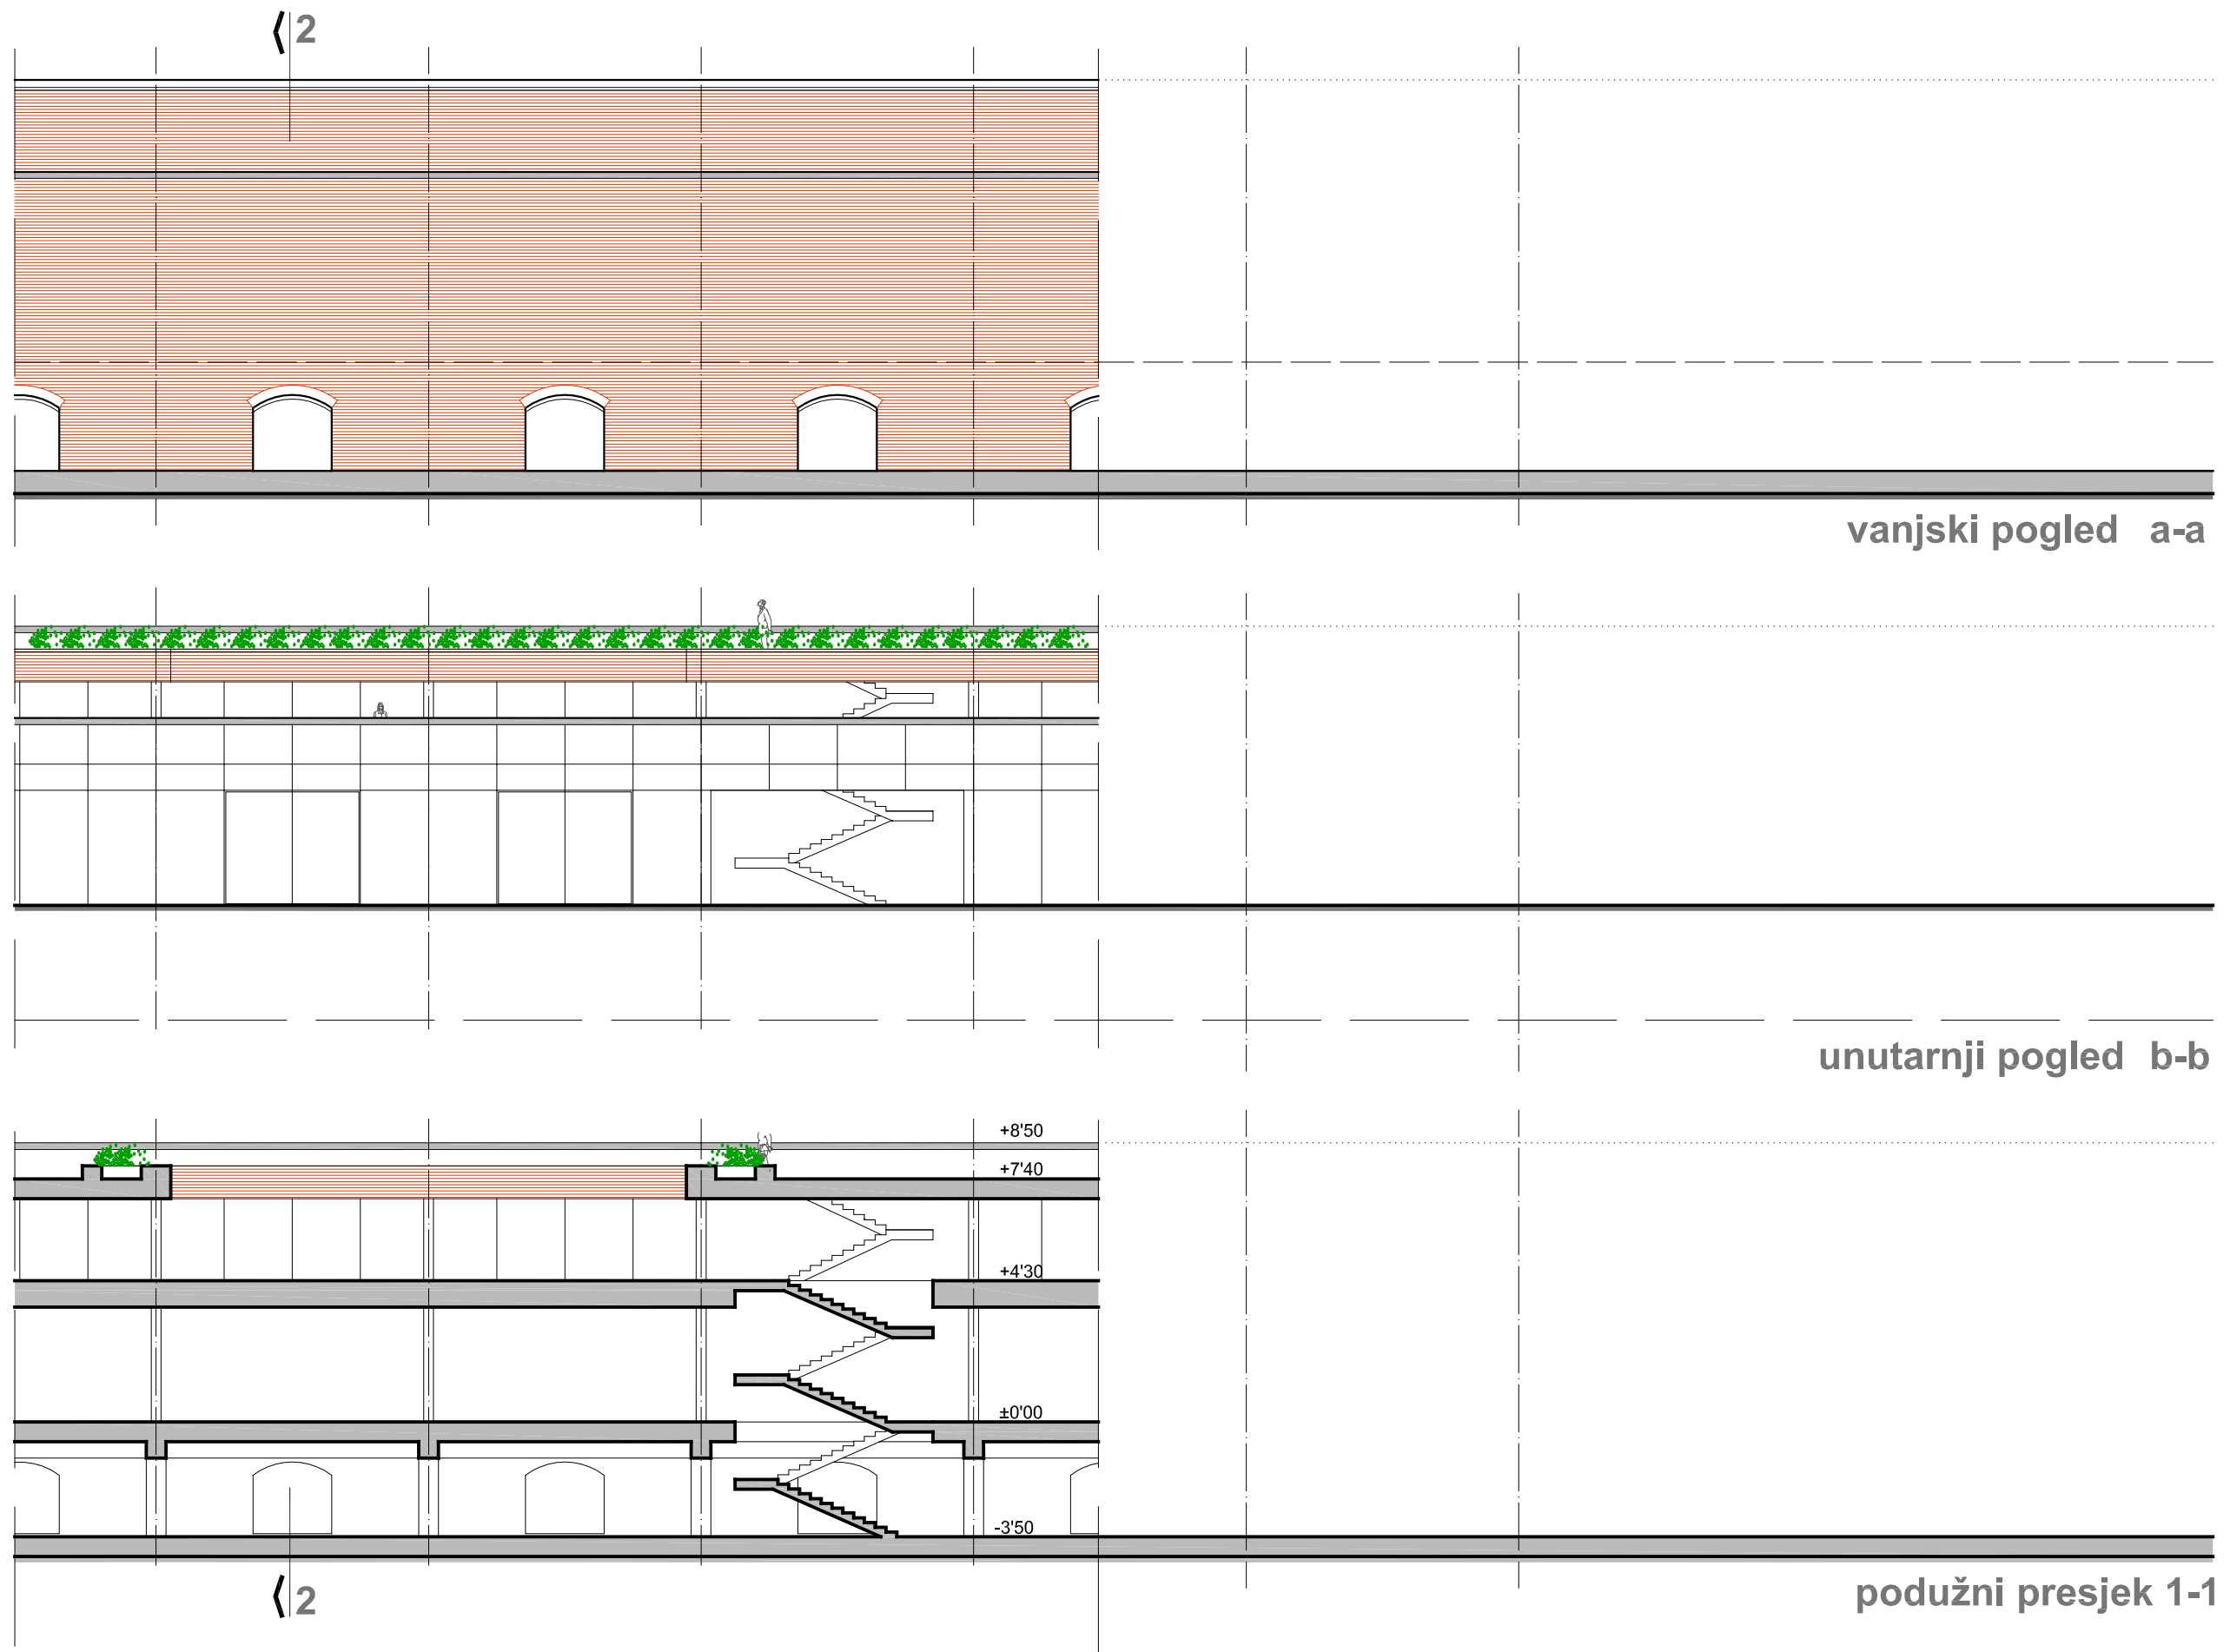 2
vanjski pogled a-a
unutarnji pogled b-b
+8'50
+7'40
+4'30
±0'00
-3'50
2
podužni presjek 1-1